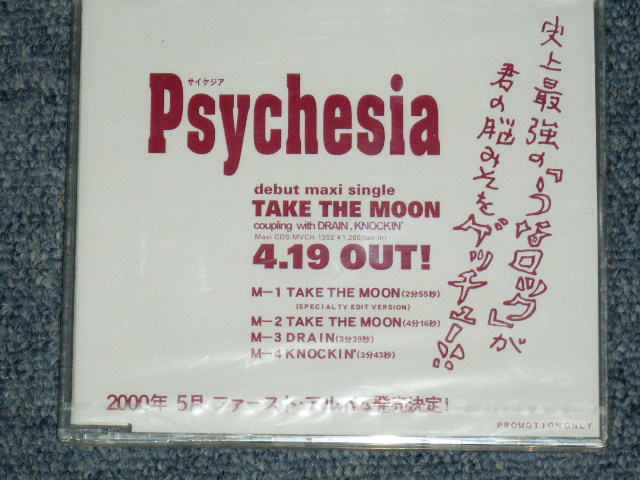 サイケジア
Psychesia
史上最強の『うなロック』が
君の脳みそをゲッチュー!!
debut maxi single
TAKE THE MOON
coupling with DRAIN, KNOCKIN'
Maxi CDS:MVCH-1202 ¥1,260(tax in)
4.19 OUT!
M-1 TAKE THE MOON(2分55秒)
(SPECIAL TV EDIT VERSION)
M-2 TAKE THE MOON(4分16秒)
M-3 DRAIN(3分39秒)
M-4 KNOCKIN'(3分43秒)
2000年 5月 ファースト・アルバム発売決定!
PROMOTION ONLY